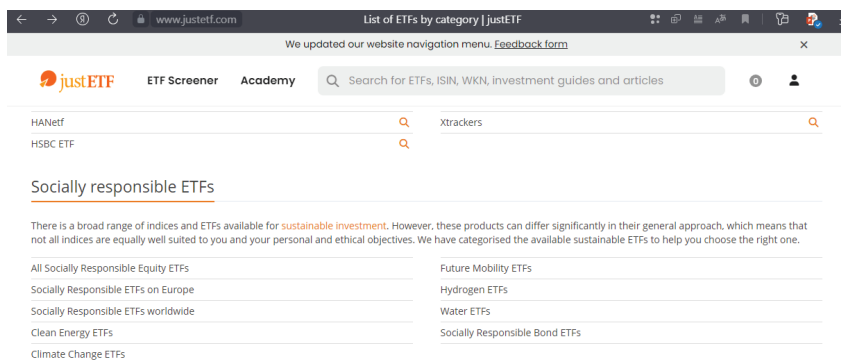 www.justetf.com List of ETFs by category | justETF
We updated our website navigation menu. Feedback form
justETF ETF Screener Academy Search for ETFs, ISIN, WKN, investment guides and articles 0
HANetf Xtrackers
HSBC ETF
Socially responsible ETFs
There is a broad range of indices and ETFs available for sustainable investment. However, these products can differ significantly in their general approach, which means that
not all indices are equally well suited to you and your personal and ethical objectives. We have categorised the available sustainable ETFs to help you choose the right one.
All Socially Responsible Equity ETFs Future Mobility ETFs
Socially Responsible ETFs on Europe Hydrogen ETFs
Socially Responsible ETFs worldwide Water ETFs
Clean Energy ETFs Socially Responsible Bond ETFs
Climate Change ETFs